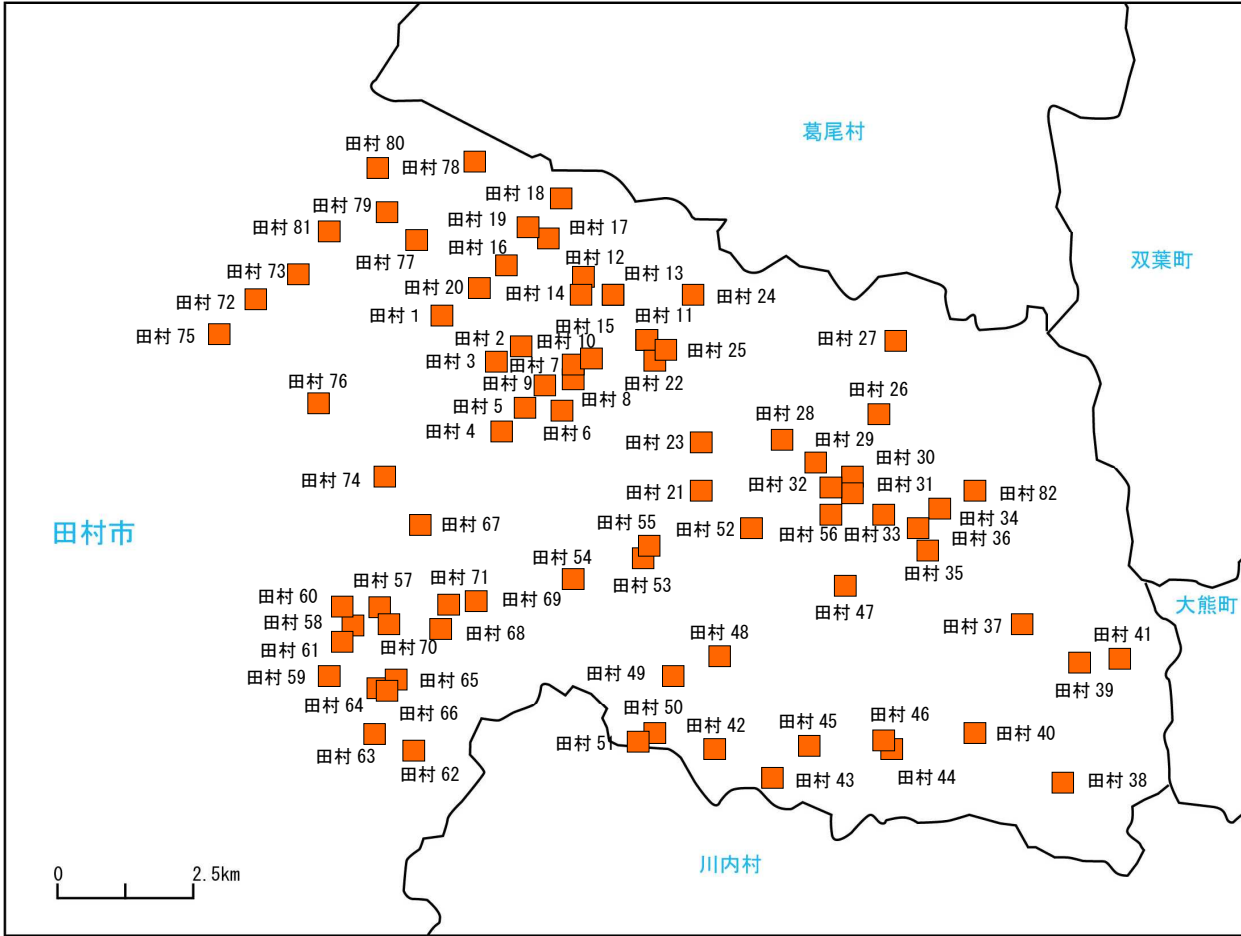 葛尾村
田村 80
田村 78
田村 18
田村 79
田村 19
田村 17
田村 81
双葉町
田村 77
田村 16
田村 12
田村 73
田村 13
田村 20
田村 14
田村 24
田村 72
田村 1
田村 11
田村 15
田村 75
田村 2
田村 10
田村 25
田村 27
田村 3
田村 7
田村 22
田村 76
田村 9
田村 8
田村 26
田村 5
田村 6
田村 4
田村 28
田村 23
田村 29
田村 30
田村 74
田村 32
田村 31
田村 82
田村 21
田村 34
田村 67
田村市
田村 55
田村 52
田村 56
田村 33
田村 36
田村 54
田村 53
田村 35
田村 57
田村 71
田村 60
田村 69
田村 47
大熊町
田村 58
田村 37
田村 68
田村 61
田村 70
田村 48
田村 41
田村 59
田村 65
田村 49
田村 39
田村 64
田村 66
田村 50
田村 42
田村 45
田村 46
田村 40
田村 51
田村 63
田村 62
田村 43
田村 44
田村 38
川内村
0 2.5km